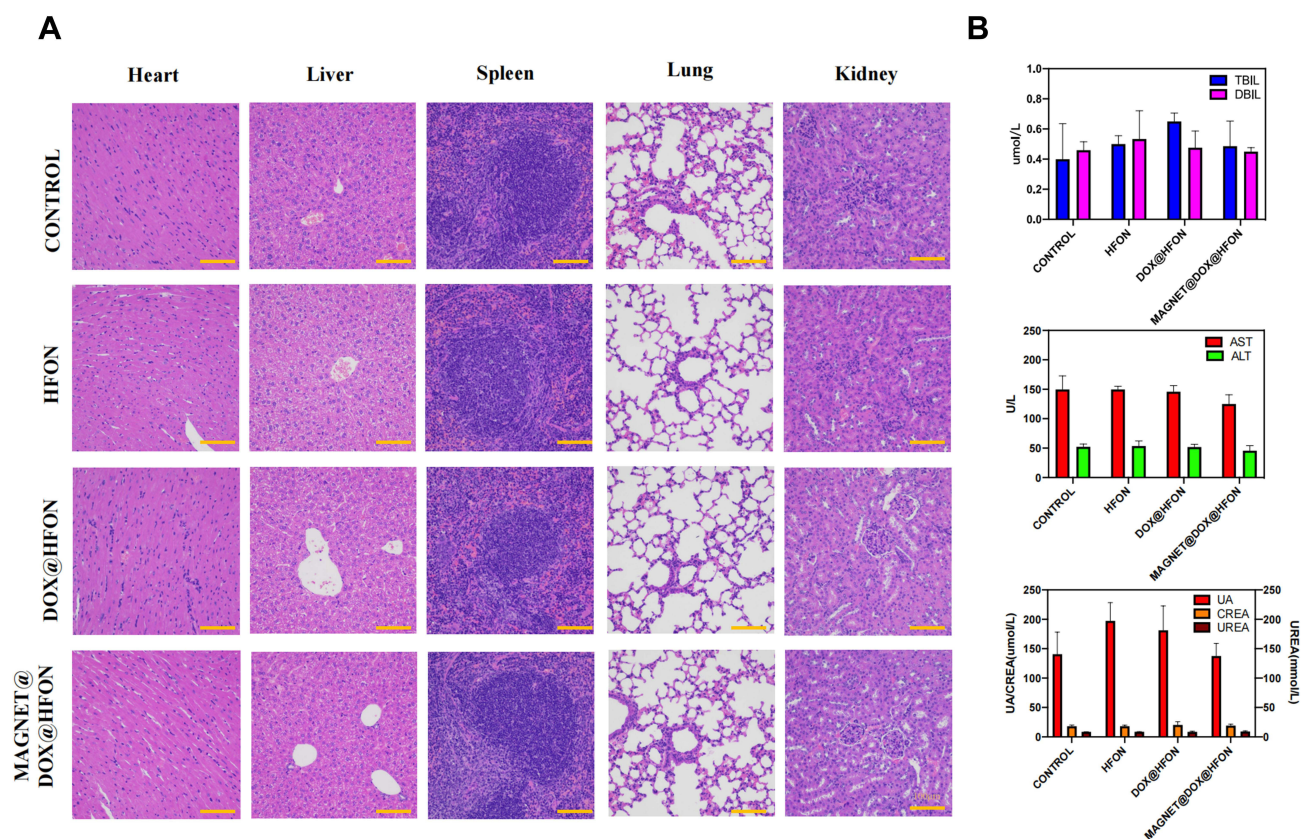 A
B
Heart
Liver
Spleen
Lung
Kidney
CONTROL
HFON
DOX@HFON
MAGNET@
DOX@HFON
1.0
0.8
0.6
0.4
0.2
0.0
umol/L
TBIL
DBIL
CONTROL
HFON
DOX@HFON
MAGNET@DOX@HFON
250
200
150
100
50
0
U/L
AST
ALT
CONTROL
HFON
DOX@HFON
MAGNET@DOX@HFON
250
200
150
100
50
0
UA/CREA(umol/L)
UA
CREA
UREA
250
200
150
100
50
0
UREA(mmol/L)
CONTROL
HFON
DOX@HFON
MAGNET@DOX@HFON